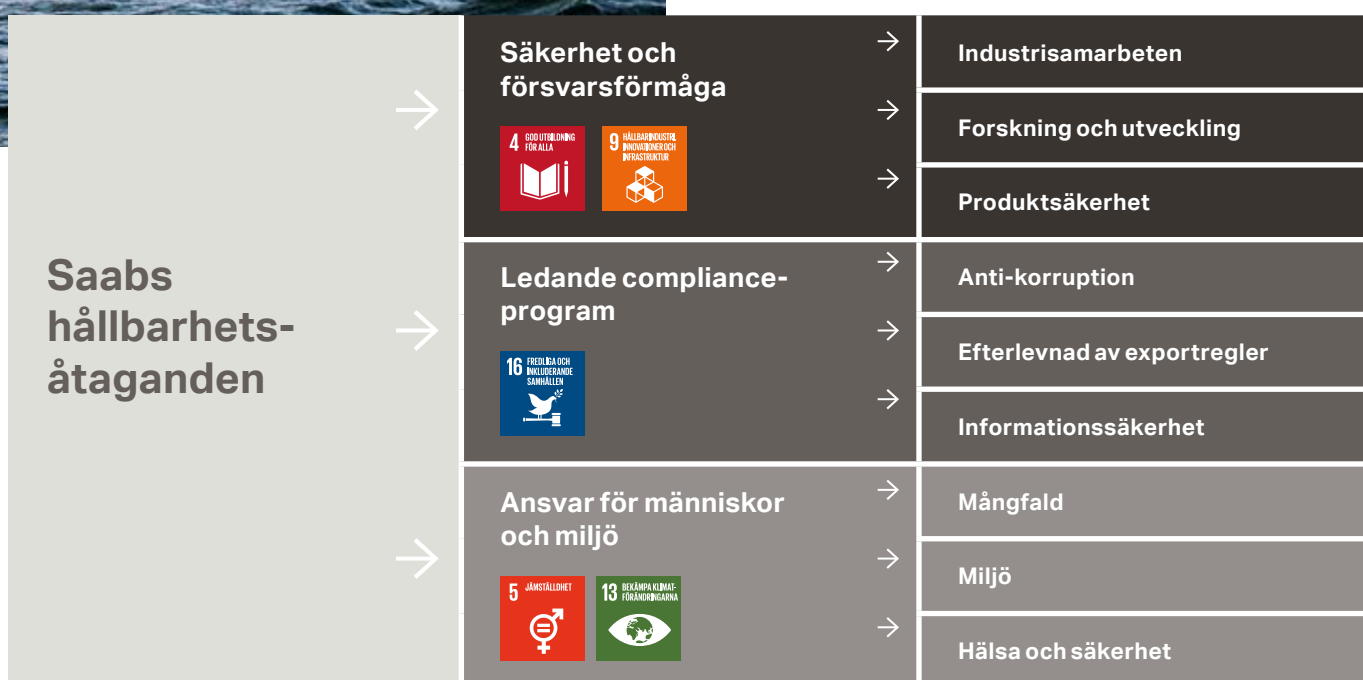 Saabs
hållbarhets-
åtaganden
Säkerhet och
försvarsförmåga
4 GOD UTBILDNING
FÖR ALLA
9 HÅLLBAR INDUSTRI,
INNOVATIONER OCH
INFRASTRUKTUR
Industrisamarbeten
Forskning och utveckling
Produktsäkerhet
Ledande compliance-
program
16 FREDLIGA OCH
INKLUDERANDE
SAMHÄLLEN
Anti-korruption
Efterlevnad av exportregler
Informationssäkerhet
Ansvar för människor
och miljö
5 JÄMSTÄLLDHET
13 BEKÄMPA KLIMAT-
FÖRÄNDRINGARNA
Mångfald
Miljö
Hälsa och säkerhet